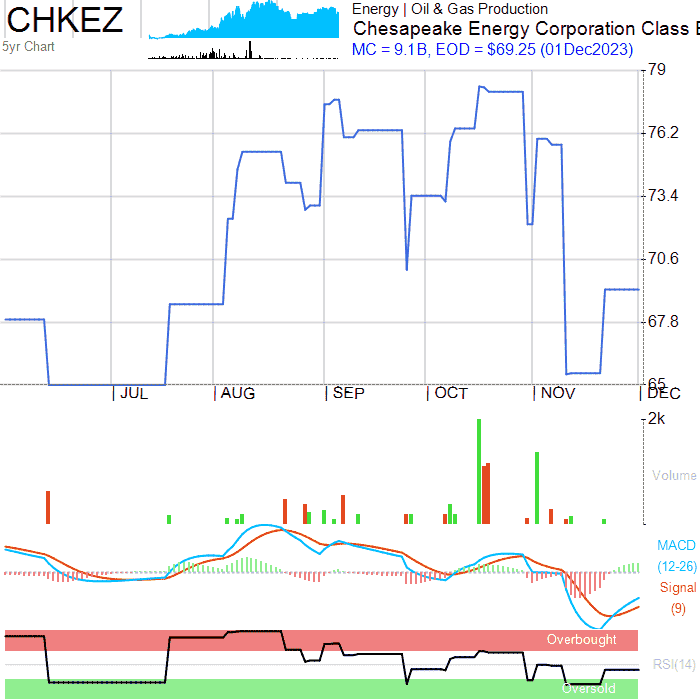 CHKEZ
5yr Chart
Energy | Oil & Gas Production
Chesapeake Energy Corporation Class
MC = 9.1B, EOD = $69.25 (01Dec2023)
79
76.2
73.4
70.6
67.8
65
JUL AUG SEP OCT NOV DEC
2k
Volume
MACD
(12-26)
Signal
(9)
Overbought
RSI(14)
Oversold